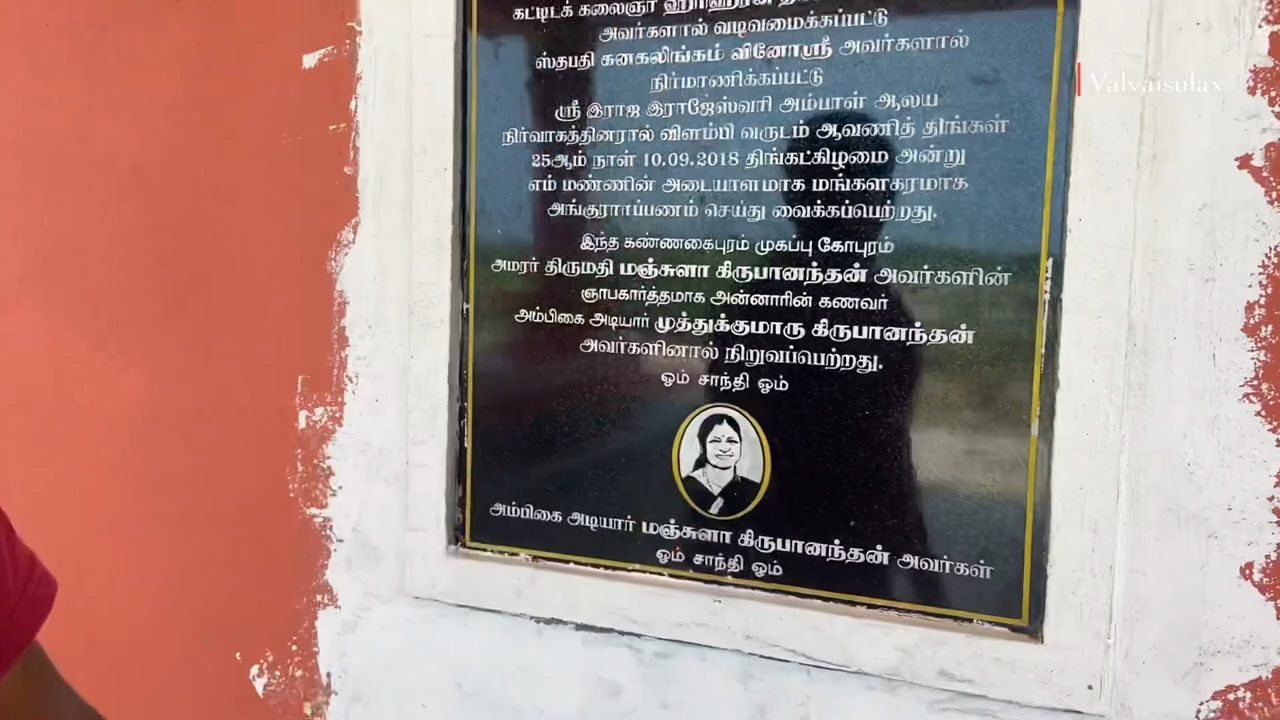 கட்டிடக் கலைஞர்
அவர்களால் வடிவமைக்கப்பட்டு
ஸ்தபதி கனகலிங்கம் வினோஸ்ரீ அவர்களால்
நிர்மாணிக்கப்பட்டு
ஸ்ரீ இராஜ இராஜேஸ்வரி அம்பாள் ஆலய
நிர்வாகத்தினரால் விளம்பி வருடம் ஆவணித் திங்கள்
25ஆம் நாள் 10.09.2018 திங்கட்கிழமை அன்று
எம் மண்ணின் அடையாளமாக மங்களகரமாக
அங்குரார்ப்பணம் செய்து வைக்கப்பெற்றது.
இந்த கண்ணகைபுரம் முகப்பு கோபுரம்
அமரர் திருமதி மஞ்சுளா கிருபானந்தன் அவர்களின்
ஞாபகார்த்தமாக அன்னாரின் கணவர்
அம்பிகை அடியார் முத்துக்குமாரு கிருபானந்தன்
அவர்களினால் நிறுவப்பெற்றது.
ஓம் சாந்தி ஓம்
அம்பிகை அடியார் மஞ்சுளா கிருபானந்தன் அவர்கள்
ஓம் சாந்தி ஓம்
Valvaisulax